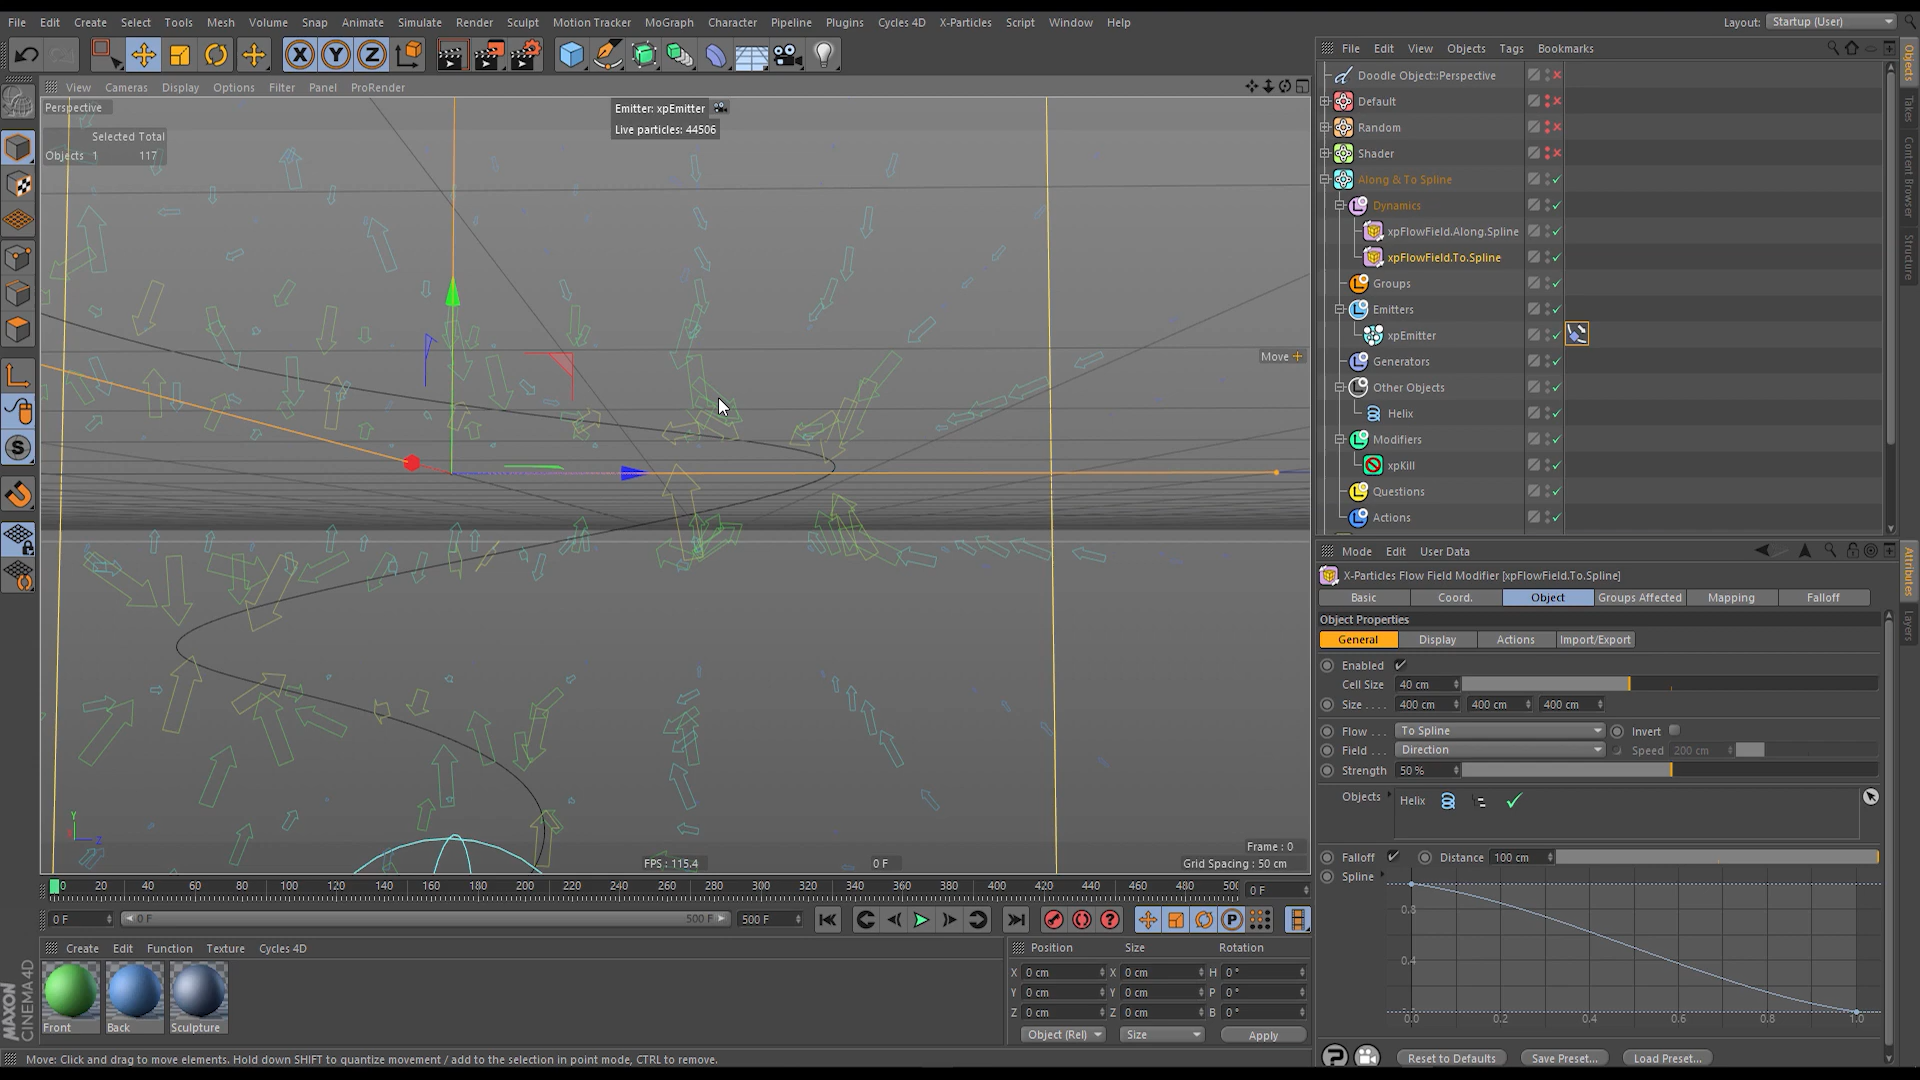 File Edit Create Select Tools Mesh Volume Snap Animate Simulate Render Sculpt Motion Tracker MoGraph Character Pipeline Plugins Cycles 4D X-Particles Script Window Help Layout: Startup (User)
X Y Z
File Edit View Objects Tags Bookmarks
View Cameras Display Options Filter Panel ProRender
Perspective
Emitter: xpEmitter
Live particles: 44506
Selected Total
Objects 1 117
Move
FPS : 115.4
0 F
Frame : 0
Grid Spacing : 50 cm
Y
Z
Doodle Object::Perspective
Default
Random
Shader
Along & To Spline
Dynamics
xpFlowField.Along.Spline
xpFlowField.To.Spline
Groups
Emitters
xpEmitter
Generators
Other Objects
Helix
Modifiers
xpKill
Questions
Actions
Objects
Takes
Content Browser
Structure
Mode Edit User Data
Attributes
Layers
X-Particles Flow Field Modifier [xpFlowField.To.Spline]
Basic Coord. Object Groups Affected Mapping Falloff
Object Properties
General Display Actions Import/Export
Enabled
Cell Size 40 cm
Size . . . . 400 cm 400 cm 400 cm
Flow . . . To Spline Invert
Field . . . Direction Speed 200 cm
Strength 50 %
Objects Helix
Falloff Distance 100 cm
Spline
0.8
0.4
0.0 0.2 0.4 0.6 0.8 1.0
Reset to Defaults Save Preset... Load Preset...
0 20 40 60 80 100 120 140 160 180 200 220 240 260 280 300 320 340 360 380 400 420 440 460 480 500 0 F
0 F 0 F 500 F 500 F
Create Edit Function Texture Cycles 4D
Front Back Sculpture
Position Size Rotation
X 0 cm X 0 cm H 0 °
Y 0 cm Y 0 cm P 0 °
Z 0 cm Z 0 cm B 0 °
Object (Rel) Size Apply
MAXON
CINEMA 4D
Move: Click and drag to move elements. Hold down SHIFT to quantize movement / add to the selection in point mode, CTRL to remove.